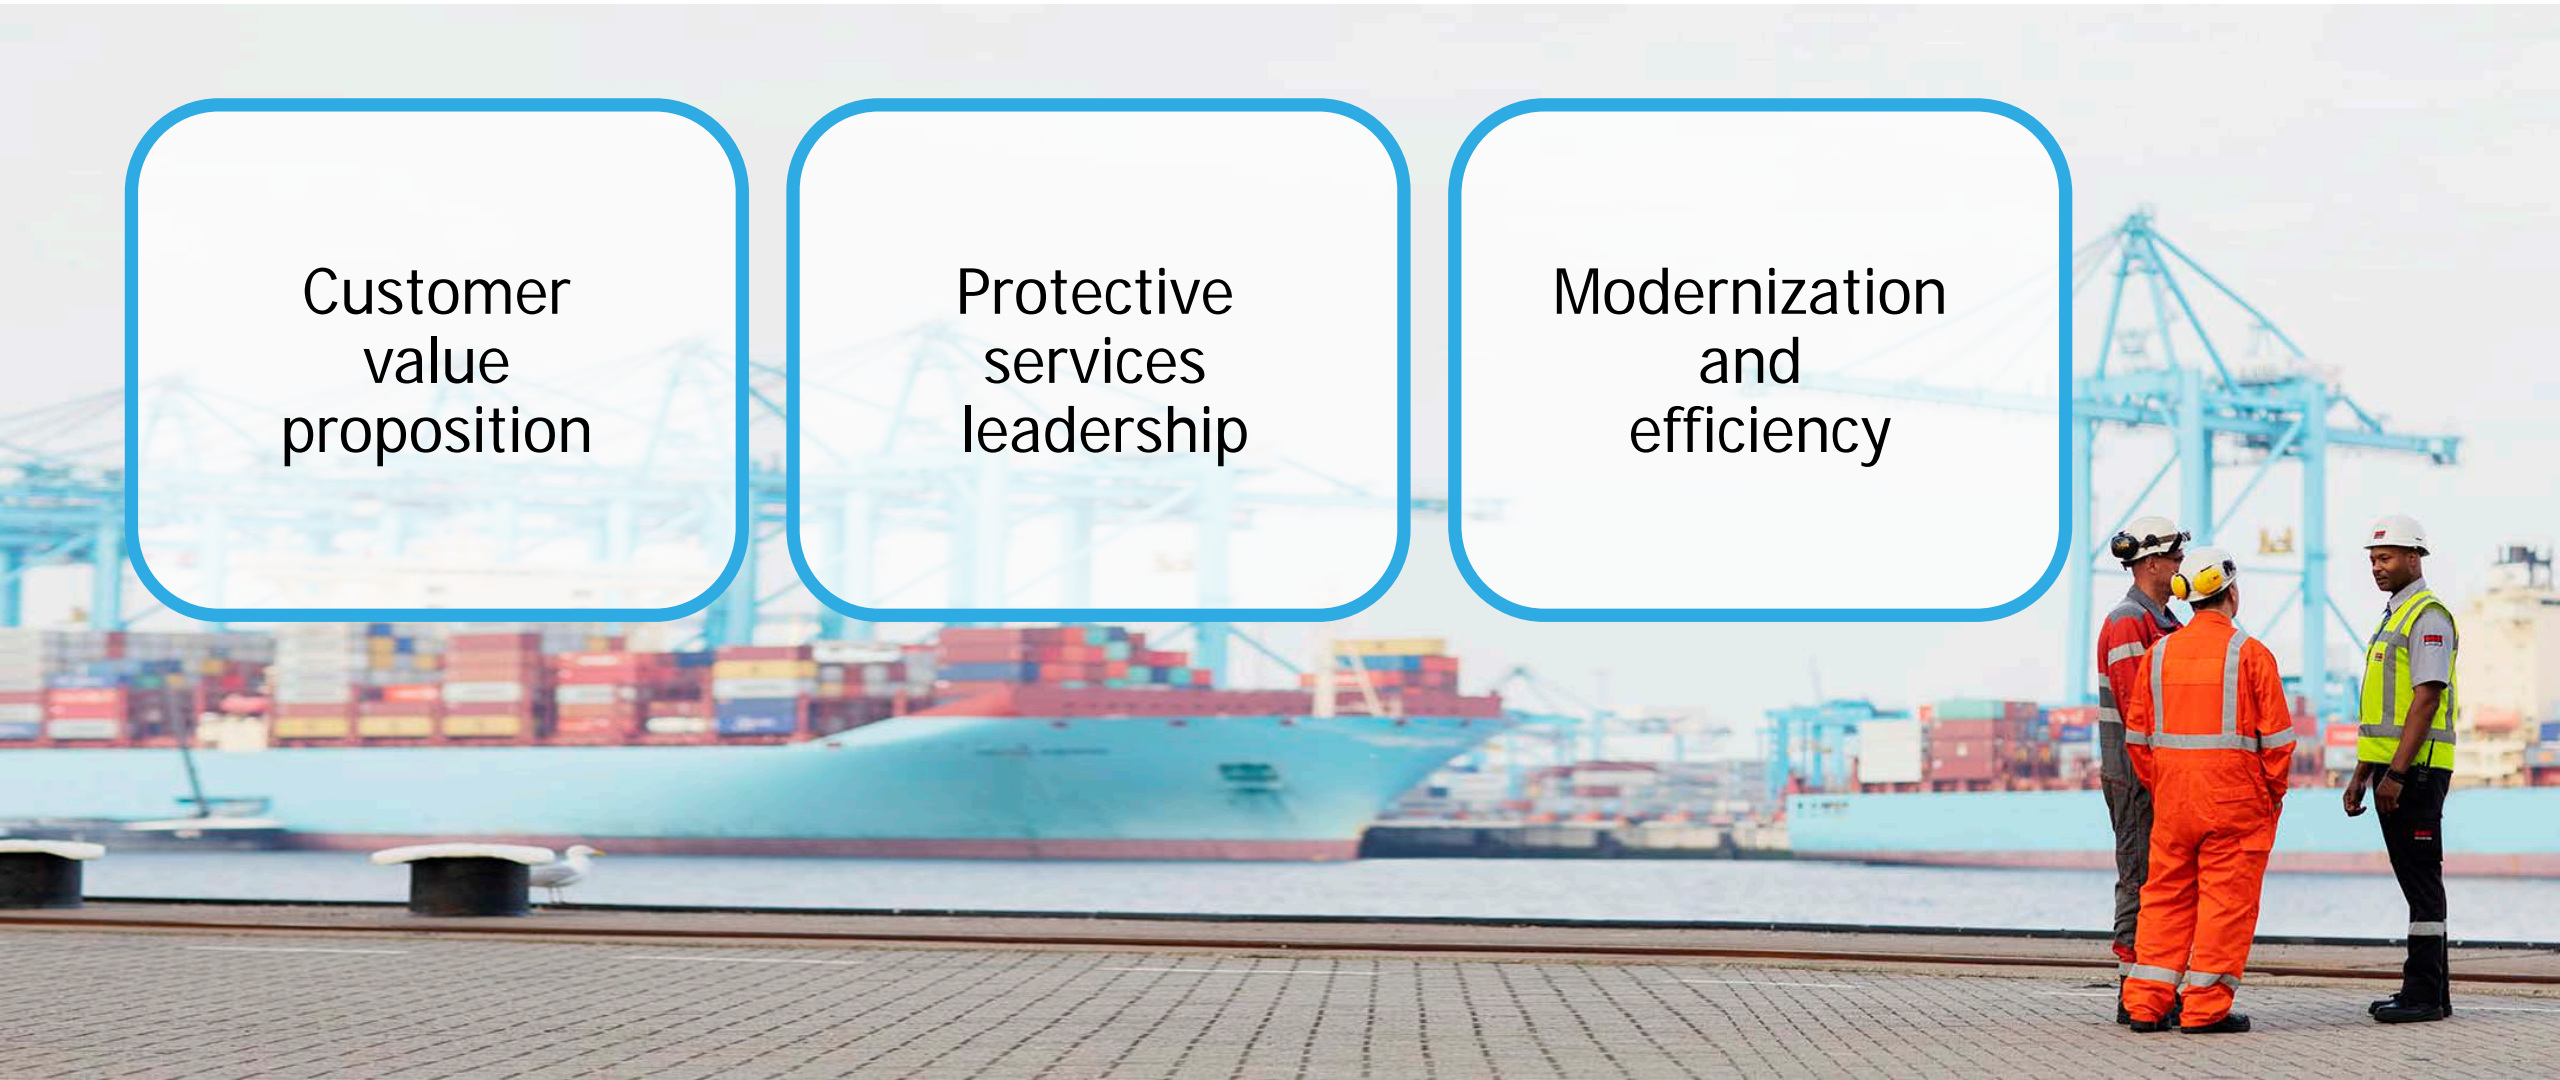 Customer
value
proposition
Protective
services
leadership
Modernization
and
efficiency